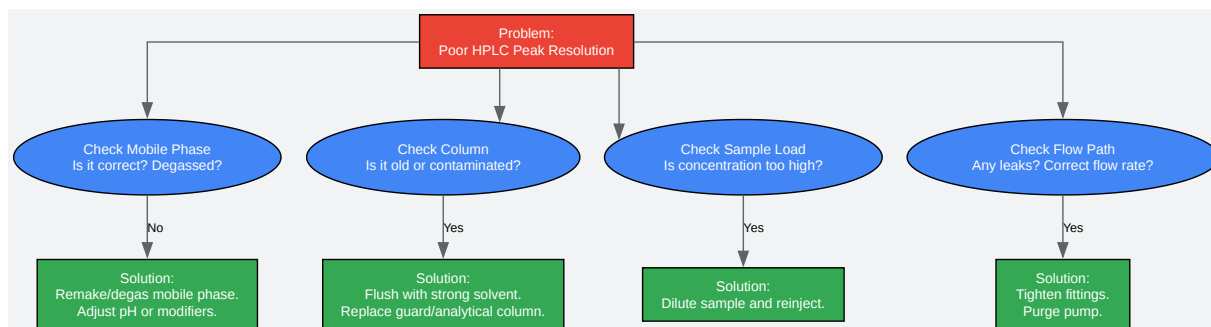 Problem:
Poor HPLC Peak Resolution
Check Mobile Phase
Is it correct? Degassed?
Check Column
Is it old or contaminated?
Check Sample Load
Is concentration too high?
Check Flow Path
Any leaks? Correct flow rate?
No
Yes
Yes
Yes
Solution:
Remake/degas mobile phase.
Adjust pH or modifiers.
Solution:
Flush with strong solvent.
Replace guard/analytical column.
Solution:
Dilute sample and reinject.
Solution:
Tighten fittings.
Purge pump.